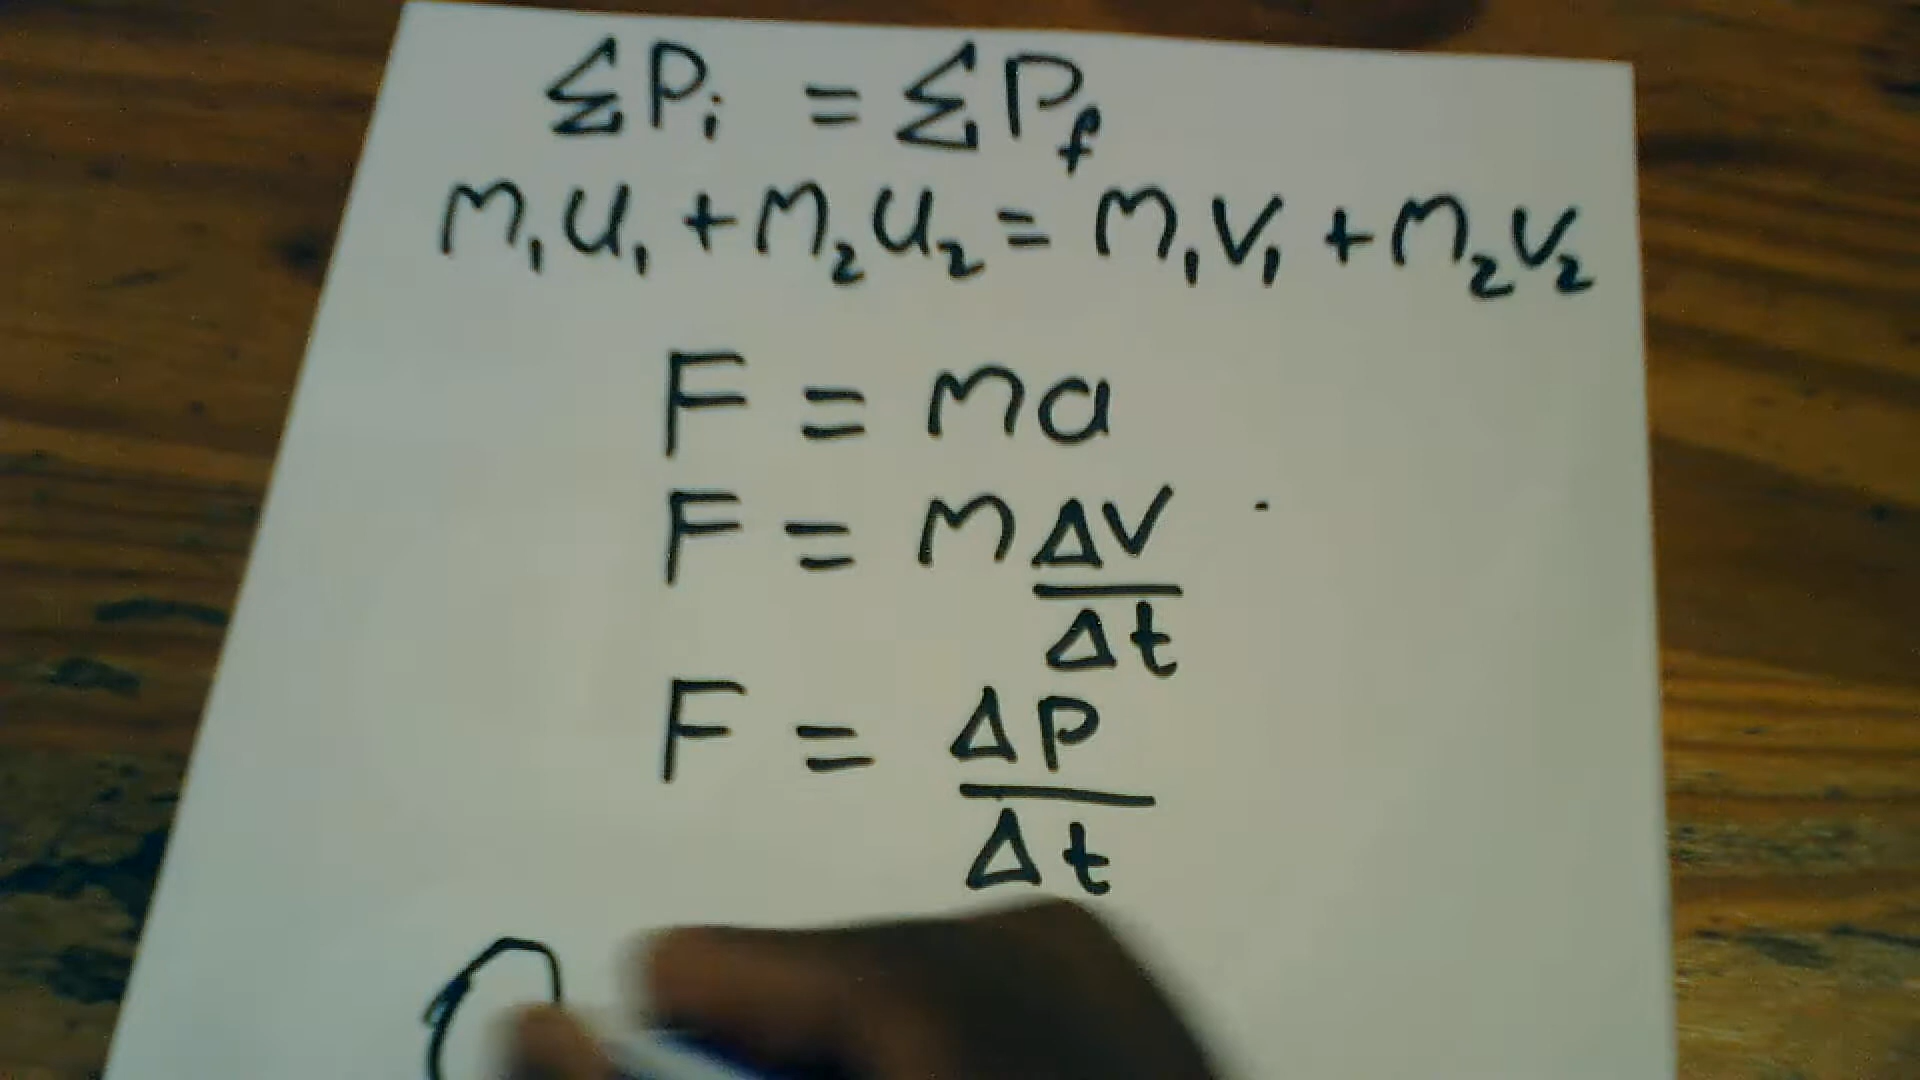 ΣPi = ΣPf
m₁u₁ + m₂u₂ = m₁v₁ + m₂v₂
F = ma
F = m Δv/Δt
F = Δp/Δt